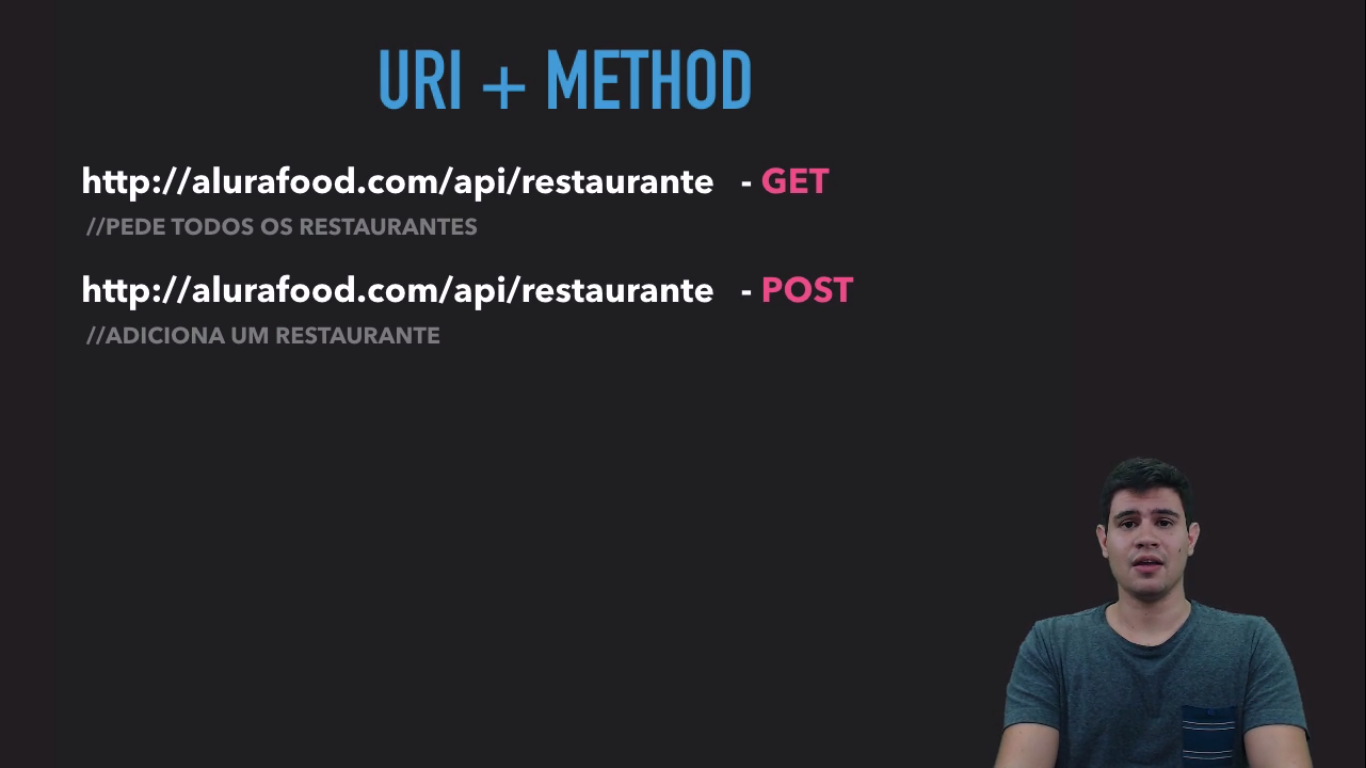 URI + METHOD
http://alurafood.com/api/restaurante - GET
//PEDE TODOS OS RESTAURANTES
http://alurafood.com/api/restaurante - POST
//ADICIONA UM RESTAURANTE